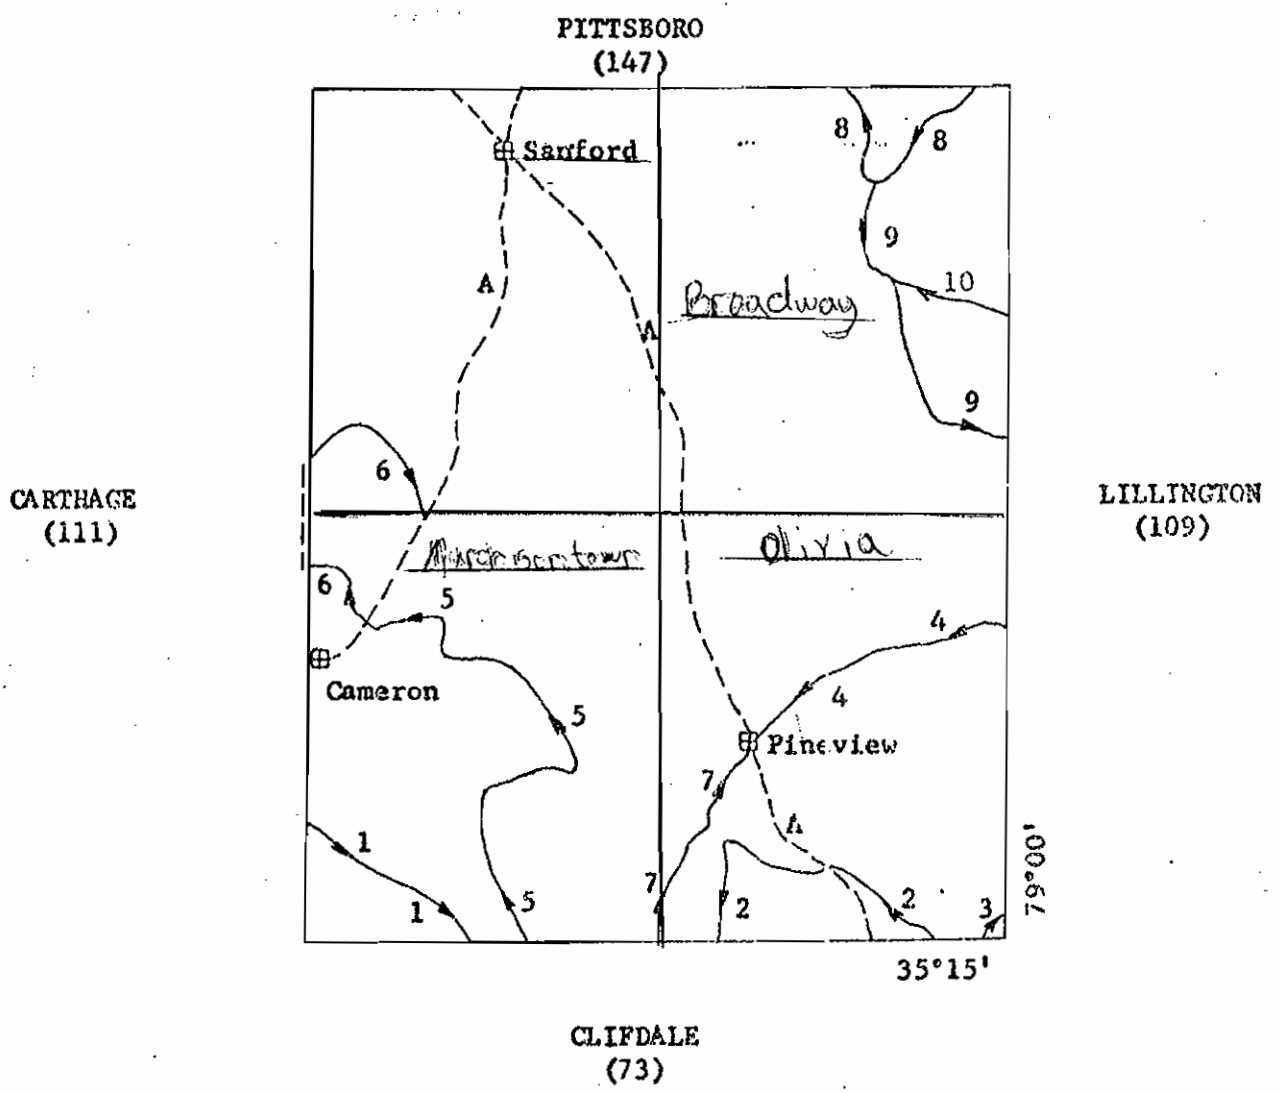 PITTSBORO
(147)
8
8
Sanford
9
10
A
Broadway
A
9
6
CARTHAGE
(111)
LILLINGTON
(109)
Olivia
6
5
4
Cameron
4
5
Pineview
7
A
1
79°00'
7
5
2
2
3
1
35°15'
CLIFDALE
(73)